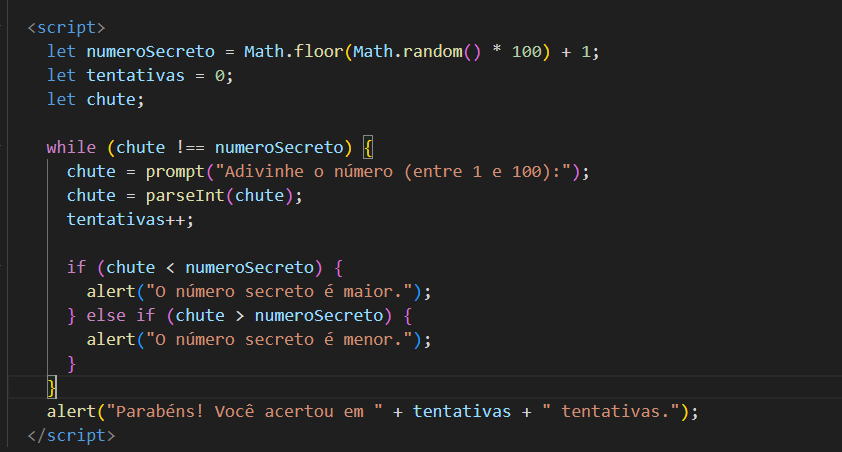 <script>
let numeroSecreto = Math.floor(Math.random() * 100) + 1;
let tentativas = 0;
let chute;
while (chute !== numeroSecreto) {
chute = prompt("Adivinhe o número (entre 1 e 100):");
chute = parseInt(chute);
tentativas++;
if (chute < numeroSecreto) {
alert("O número secreto é maior.");
} else if (chute > numeroSecreto) {
alert("O número secreto é menor.");
}
}
alert("Parabéns! Você acertou em " + tentativas + " tentativas.");
</script>